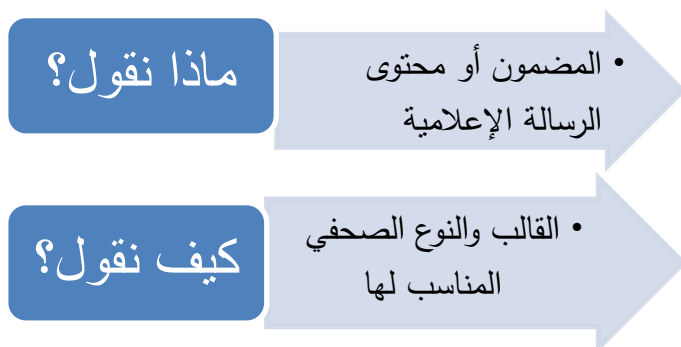 ماذا نقول؟
• المضمون أو محتوى
الرسالة الإعلامية
كيف نقول؟
• القالب والنوع الصحفي
المناسب لها